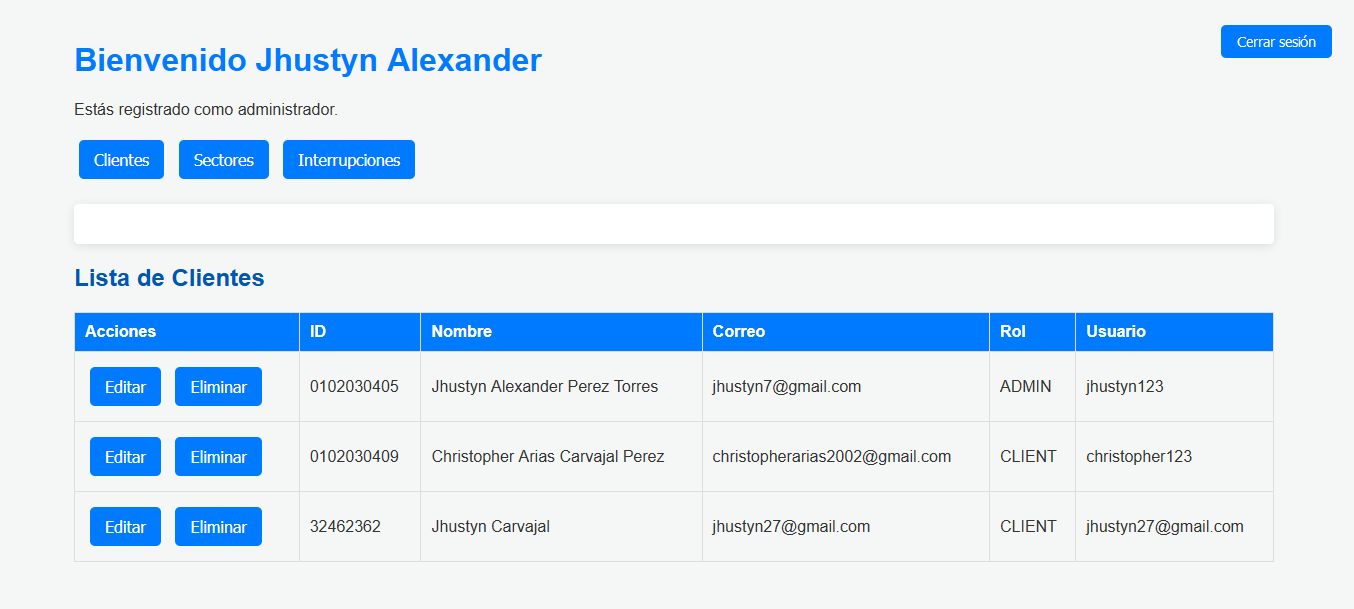 Cerrar sesión
Bienvenido Jhustyn Alexander
Estás registrado como administrador.
Clientes Sectores Interrupciones
Lista de Clientes
Acciones ID Nombre Correo Rol Usuario
Editar Eliminar 0102030405 Jhustyn Alexander Perez Torres jhustyn7@gmail.com ADMIN jhustyn123
Editar Eliminar 0102030409 Christopher Arias Carvajal Perez christopherarias2002@gmail.com CLIENT christopher123
Editar Eliminar 32462362 Jhustyn Carvajal jhustyn27@gmail.com CLIENT jhustyn27@gmail.com